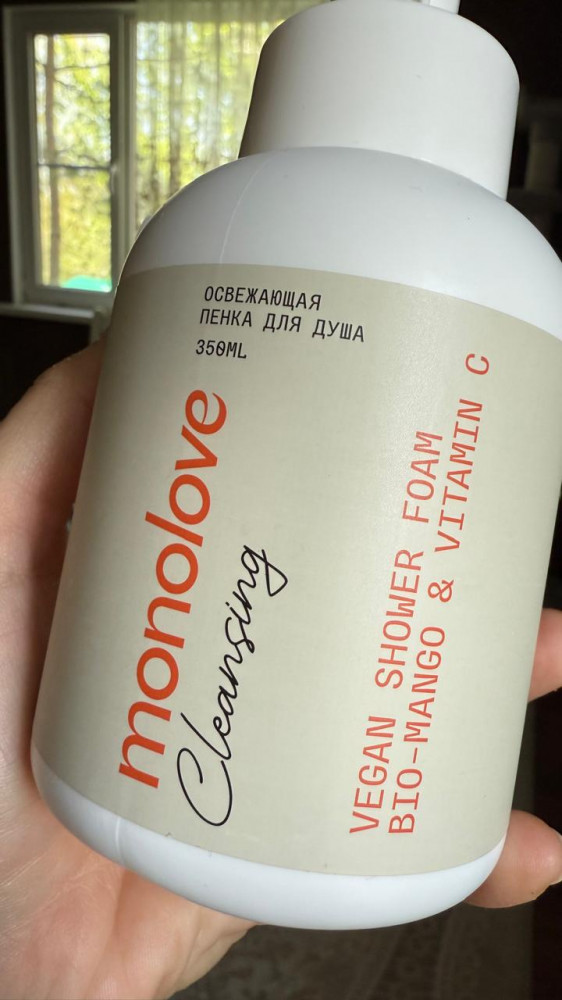 ОСВЕЖАЮЩАЯ
ПЕНКА ДЛЯ ДУША
350ML
monolove
Cleansing
VEGAN SHOWER FOAM
BIO-MANGO & VITAMIN C